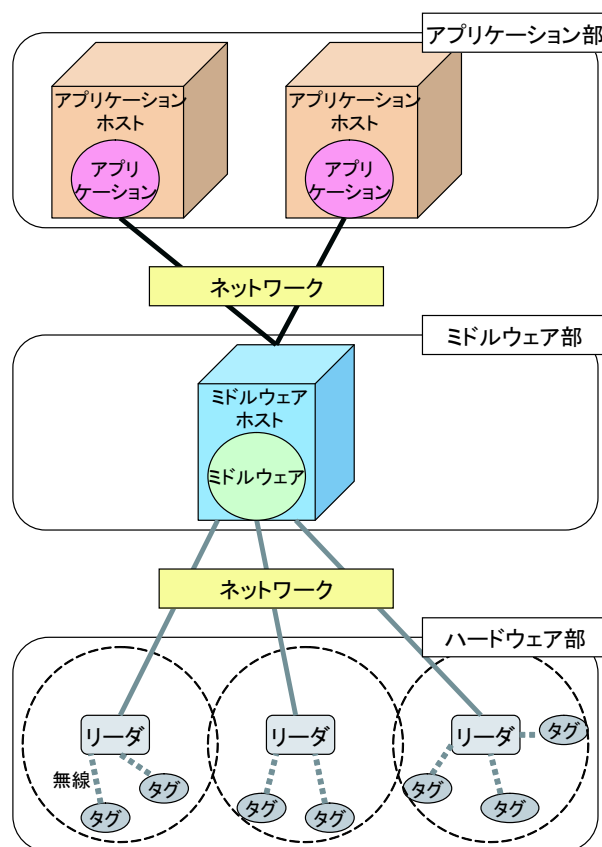 アプリケーション部
アプリケーション
ホスト
アプリ
ケーション
アプリケーション
ホスト
アプリ
ケーション
ネットワーク
ミドルウェア部
ミドルウェア
ホスト
ミドルウェア
ネットワーク
ハードウェア部
リーダ
リーダ
リーダ
タグ
無線
タグ
タグ
タグ
タグ
タグ
タグ